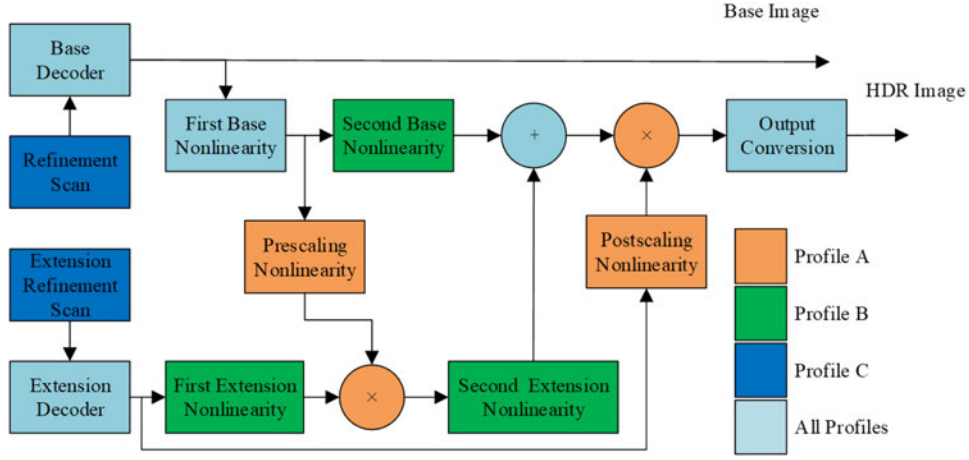 Base Image
Base
Decoder
HDR Image
First Base
Nonlinearity
Second Base
Nonlinearity
+
×
Output
Conversion
Refinement
Scan
Prescaling
Nonlinearity
Postscaling
Nonlinearity
Extension
Refinement
Scan
Extension
Decoder
First Extension
Nonlinearity
×
Second Extension
Nonlinearity
Profile A
Profile B
Profile C
All Profiles